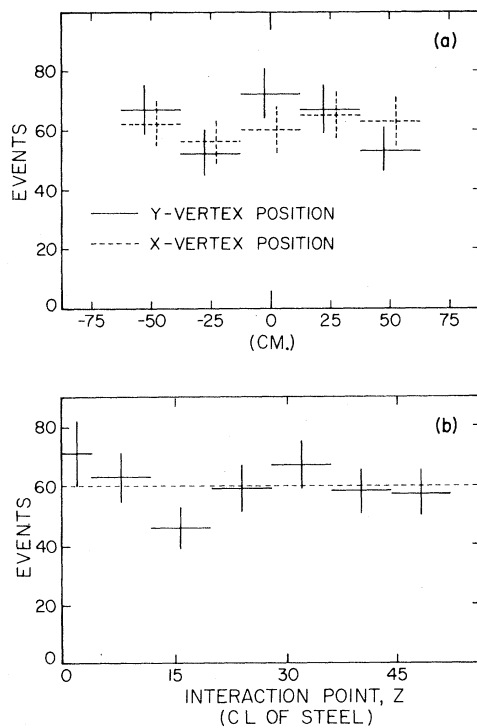 (a)
80
60
40
20
0
EVENTS
Y-VERTEX POSITION
X-VERTEX POSITION
-75 -50 -25 0 25 50 75
(CM.)
(b)
80
60
40
20
0
EVENTS
0 15 30 45
INTERACTION POINT, Z
(CL OF STEEL)